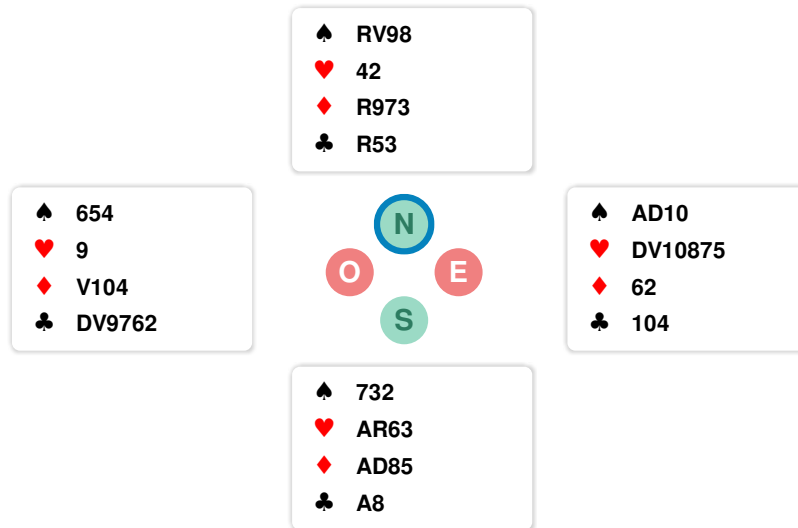 ♠ RV98
♥ 42
♦ R973
♣ R53
♠ 654
♥ 9
♦ V104
♣ DV9762
N
O E
S
♠ AD10
♥ DV10875
♦ 62
♣ 104
♠ 732
♥ AR63
♦ AD85
♣ A8